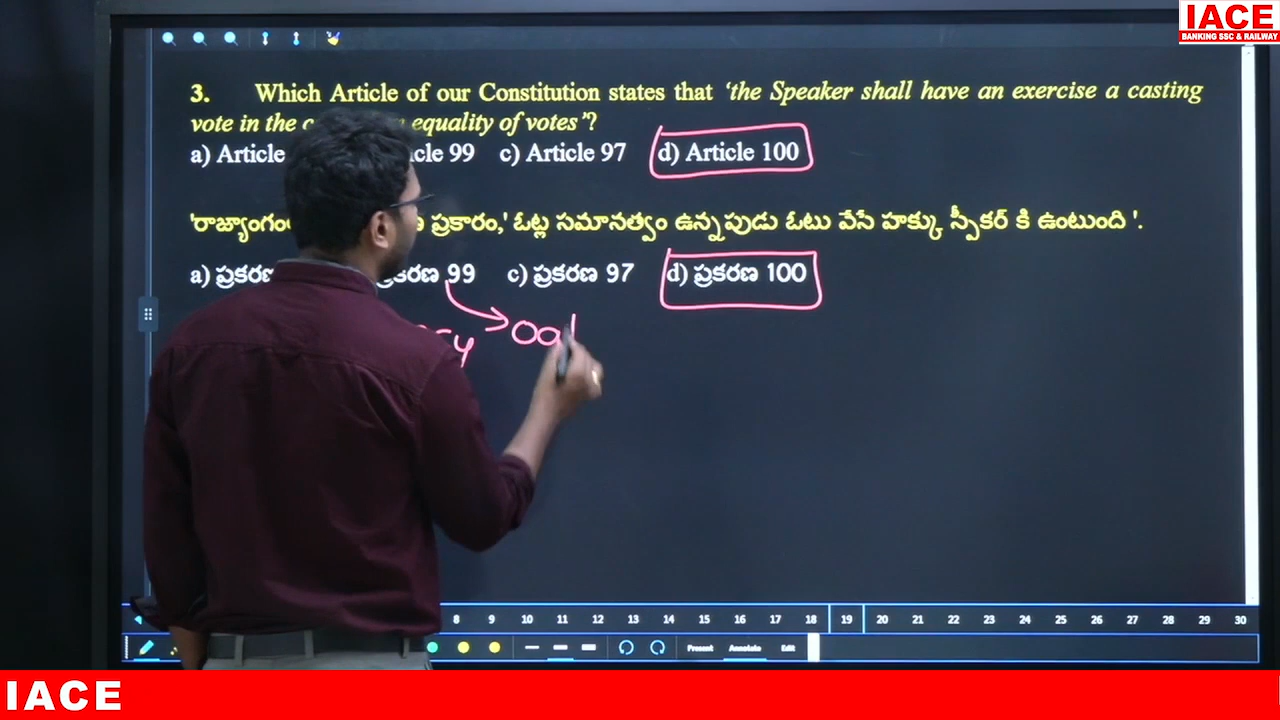 IACE
BANKING SSC & RAILWAY
3. Which Article of our Constitution states that ‘the Speaker shall have an exercise a casting
vote in the equality of votes’?
a) Article 99 c) Article 97 d) Article 100
ప్రకారం,' ఓట్ల సమానత్వం ఉన్నపుడు ఓటు వేసే హక్కు స్పీకర్ కి ఉంటుంది '.
a) 99 c) ప్రకరణ 97 d) ప్రకరణ 100
8 9 10 11 12 13 14 15 16 17 18 19 20 21 22 23 24 25 26 27 28 29 30
Present Annotate Edit
IACE